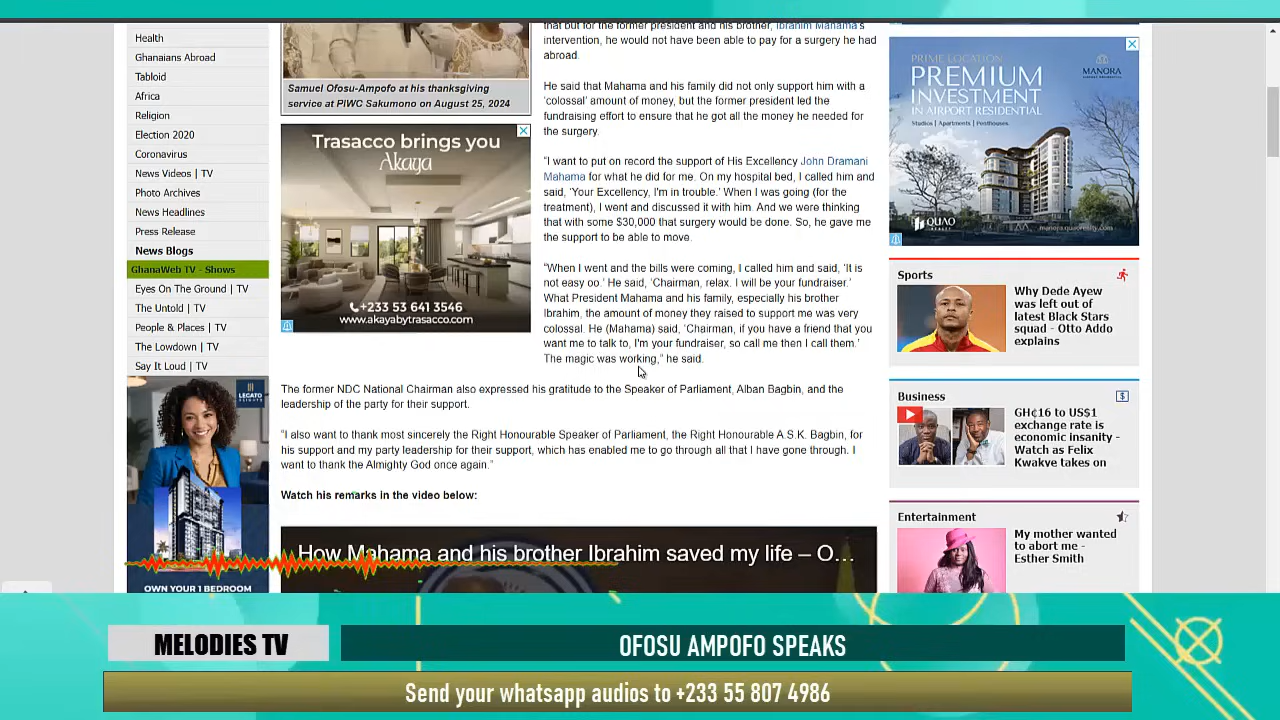 Health
Ghanaians Abroad
Tabloid
Africa
Religion
Election 2020
Coronavirus
News Videos | TV
Photo Archives
News Headlines
Press Release
News Blogs
GhanaWeb TV - Shows
Eyes On The Ground | TV
The Untold | TV
People & Places | TV
The Lowdown | TV
Say It Loud | TV
LEGATO
OWN YOUR 1 BEDROOM
Samuel Ofosu-Ampofo at his thanksgiving
service at PIWC Sakumono on August 25, 2024
Trasacco brings you
Akaya
+233 53 641 3546
www.akayabytrasacco.com
that but for the former president and his brother, Ibrahim Mahama's
intervention, he would not have been able to pay for a surgery he had
abroad.
He said that Mahama and his family did not only support him with a
'colossal' amount of money, but the former president led the
fundraising effort to ensure that he got all the money he needed for
the surgery.
“I want to put on record the support of His Excellency John Dramani
Mahama for what he did for me. On my hospital bed, I called him and
said, 'Your Excellency, I'm in trouble.' When I was going (for the
treatment), I went and discussed it with him. And we were thinking
that with some $30,000 that surgery would be done. So, he gave me
the support to be able to move.
“When I went and the bills were coming, I called him and said, 'It is
not easy oo.' He said, 'Chairman, relax. I will be your fundraiser.'
What President Mahama and his family, especially his brother
Ibrahim, the amount of money they raised to support me was very
colossal. He (Mahama) said, 'Chairman, if you have a friend that you
want me to talk to, I'm your fundraiser, so call me then I call them.'
The magic was working,” he said.
The former NDC National Chairman also expressed his gratitude to the Speaker of Parliament, Alban Bagbin, and the
leadership of the party for their support.
“I also want to thank most sincerely the Right Honourable Speaker of Parliament, the Right Honourable A.S.K. Bagbin, for
his support and my party leadership for their support, which has enabled me to go through all that I have gone through. I
want to thank the Almighty God once again.”
Watch his remarks in the video below:
How Mahama and his brother Ibrahim saved my life – O…
PRIME LOCATION
PREMIUM
INVESTMENT
IN AIRPORT RESIDENTIAL
Studios | Apartments | Penthouses
MANORA
QUAO
REALTY
manora.quaorealty.com
Sports
Why Dede Ayew
was left out of
latest Black Stars
squad - Otto Addo
explains
Business
GH¢16 to US$1
exchange rate is
economic insanity -
Watch as Felix
Kwakye takes on
Entertainment
My mother wanted
to abort me -
Esther Smith
MELODIES TV
OFOSU AMPOFO SPEAKS
Send your whatsapp audios to +233 55 807 4986